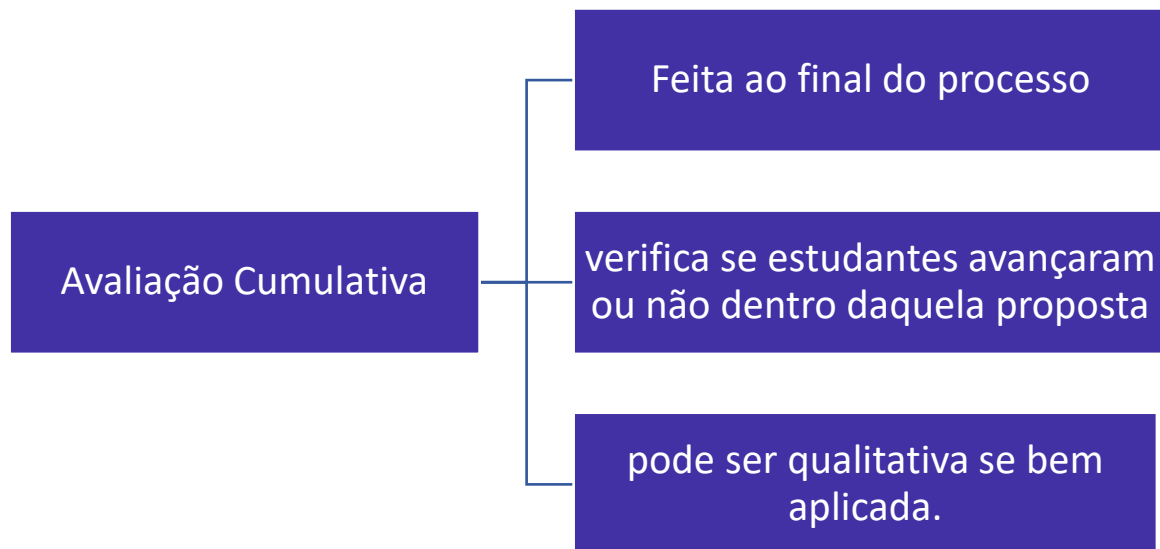 Feita ao final do processo
Avaliação Cumulativa
verifica se estudantes avançaram
ou não dentro daquela proposta
pode ser qualitativa se bem
aplicada.